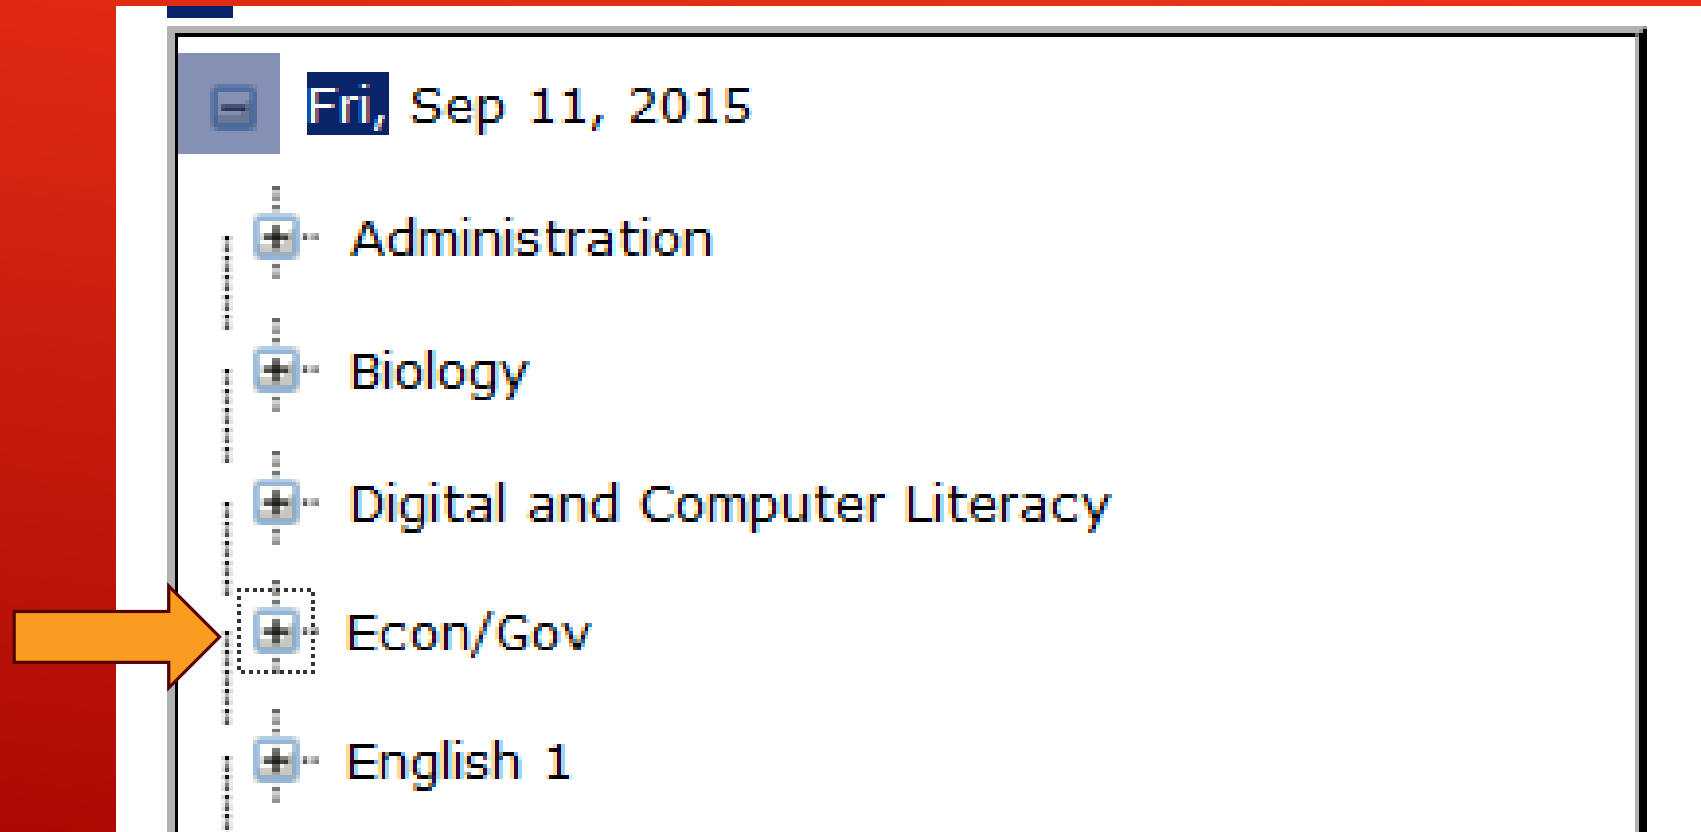 Fri, Sep 11, 2015
Administration
Biology
Digital and Computer Literacy
Econ/Gov
English 1